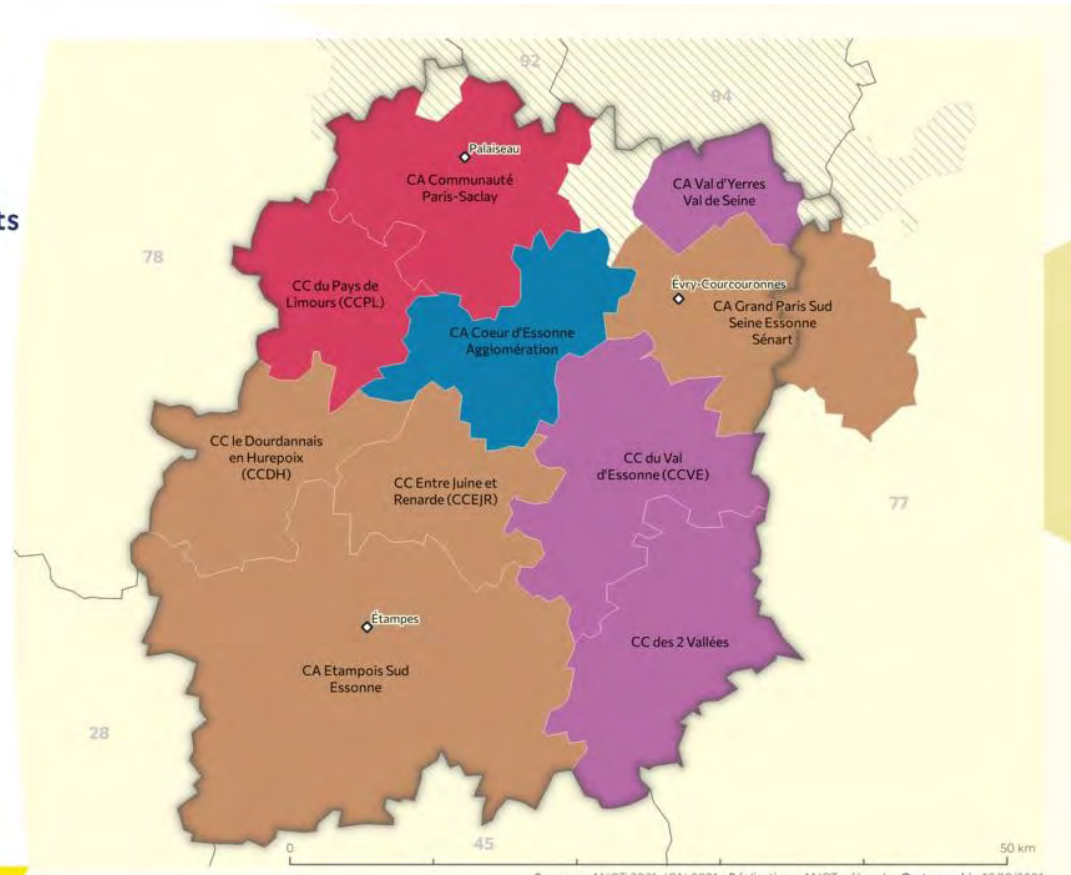 92
94
ts
Palaiseau
CA Communauté
Paris-Saclay
CA Val d'Yerres
Val de Seine
78
CC du Pays de
Limours (CCPL)
Évry-Courcouronnes
CA Grand Paris Sud
Seine Essonne
Sénart
CA Coeur d'Essonne
Agglomération
CC le Dourdannais
en Hurepoix
(CCDH)
CC Entre Juine et
Renarde (CCEJR)
CC du Val
d'Essonne (CCVE)
77
Étampes
CA Etampois Sud
Essonne
CC des 2 Vallées
28
45
0
50 km